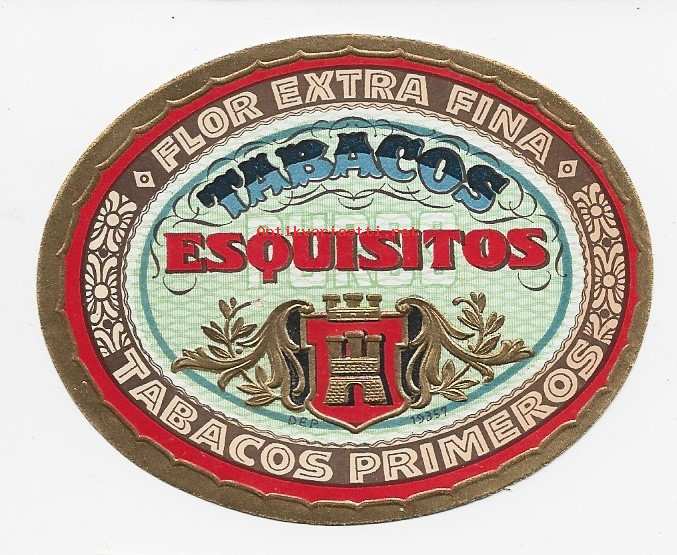 FLOR EXTRA FINA
TABACOS
ESQUISITOS
DEP. 19357
TABACOS PRIMEROS